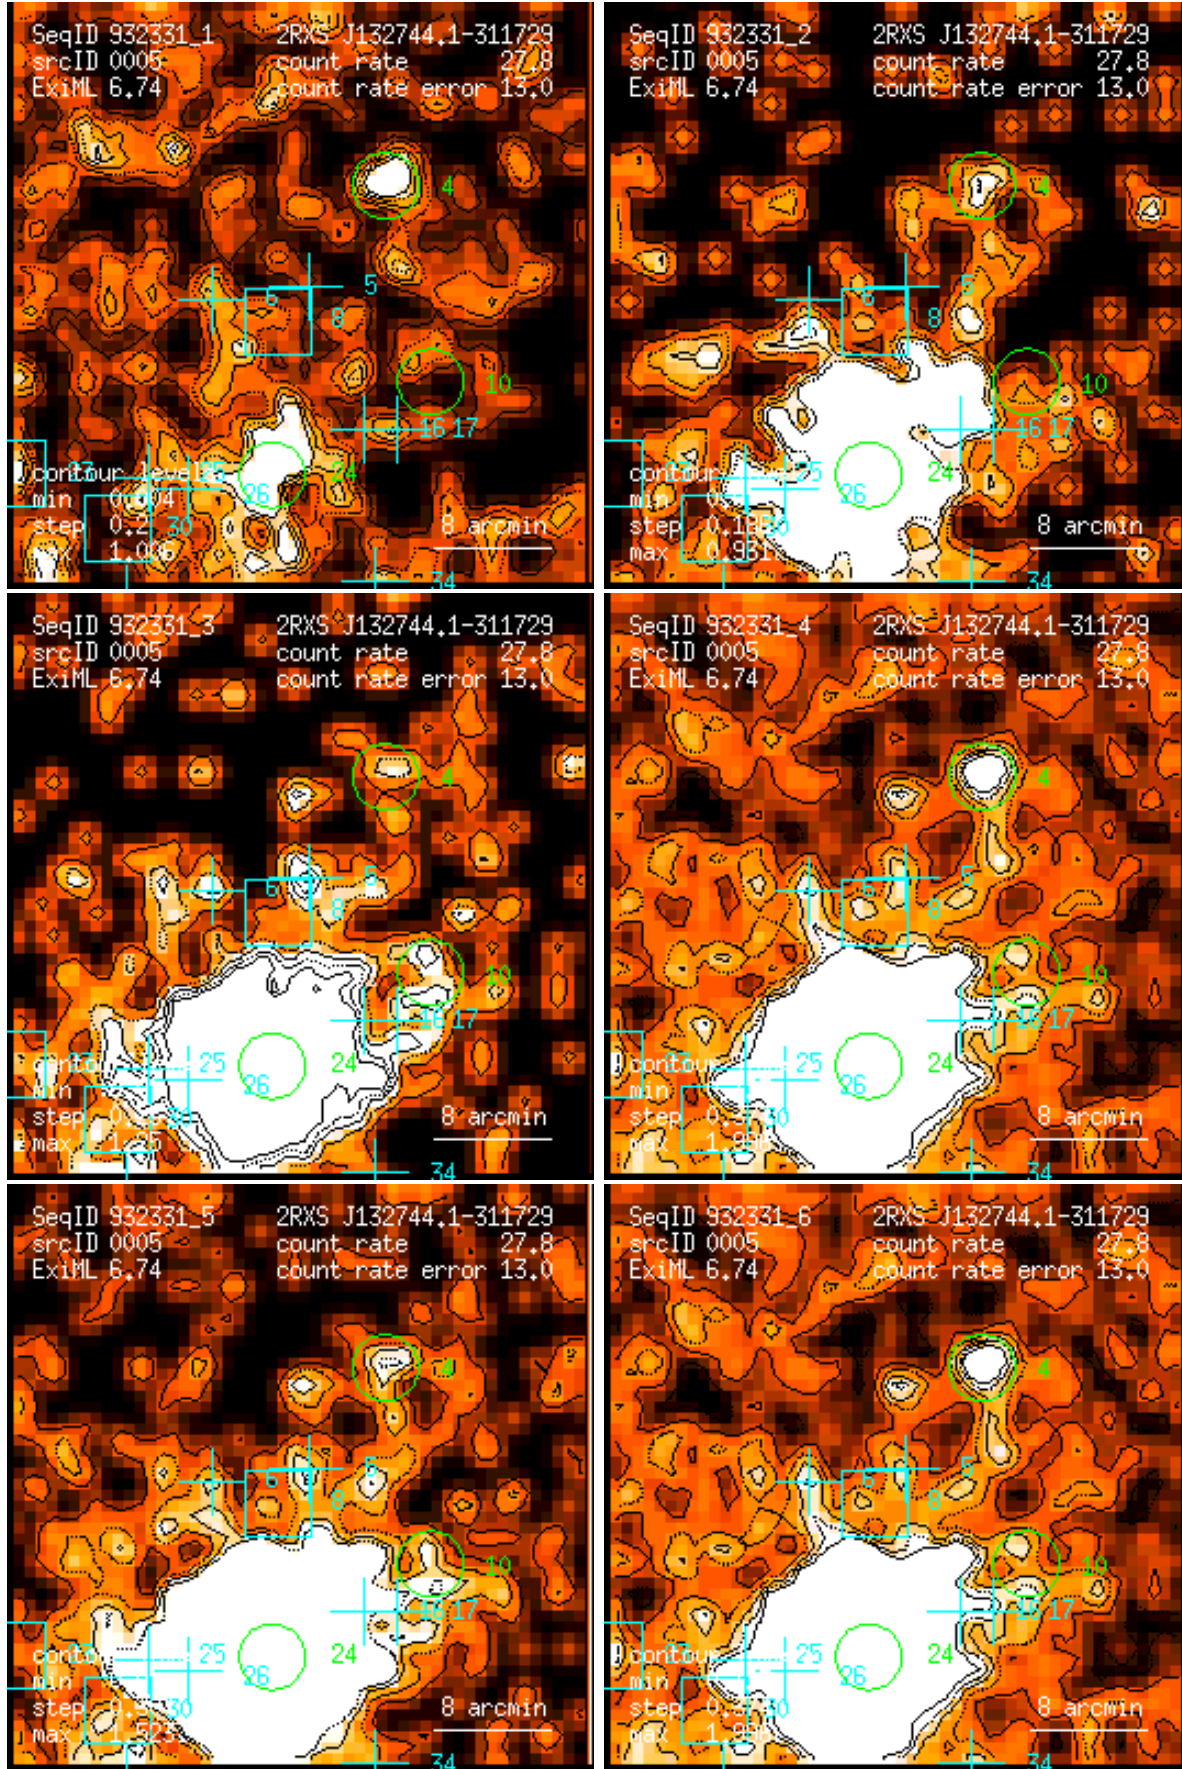 SeqID 932331_1 2RXS J132744.1-311729
srcID 0005 count rate 27.8
ExiML 6.74 count rate error 13.0
4
5
6
8
10
16 17
contour level 25 24
26
min 0.004
step 0.2 30 8 arcmin
max 1.006
34
SeqID 932331_2 2RXS J132744.1-311729
srcID 0005 count rate 27.8
ExiML 6.74 count rate error 13.0
4
5
6
8
10
16 17
contour 25 24
26
min
step 30 8 arcmin
max 0.931
34
SeqID 932331_3 2RXS J132744.1-311729
srcID 0005 count rate 27.8
ExiML 6.74 count rate error 13.0
4
5
6
8
10
16 17
25 24
26
min
step 30 8 arcmin
max 1.25
34
SeqID 932331_4 2RXS J132744.1-311729
srcID 0005 count rate 27.8
ExiML 6.74 count rate error 13.0
4
5
6
8
10
16 17
contour 25 24
26
min
step 30 8 arcmin
max
34
SeqID 932331_5 2RXS J132744.1-311729
srcID 0005 count rate 27.8
ExiML 6.74 count rate error 13.0
4
5
6
8
10
16 17
25 24
26
min
step 30 8 arcmin
max 1.523
34
SeqID 932331_6 2RXS J132744.1-311729
srcID 0005 count rate 27.8
ExiML 6.74 count rate error 13.0
4
5
6
8
10
16 17
contour 25 24
26
min
step 30 8 arcmin
max
34